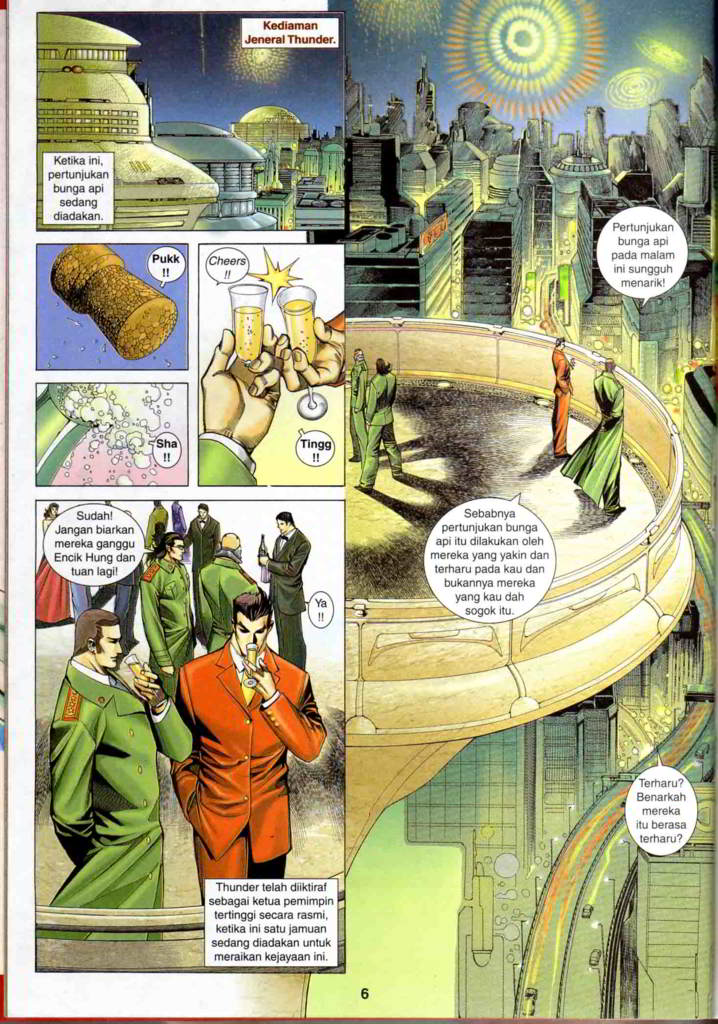 Kediaman
Jeneral Thunder.
Ketika ini,
pertunjukan
bunga api
sedang
diadakan.
Pukk
!!
Cheers
!!
Sha
!!
Tingg
!!
Sudah!
Jangan biarkan
mereka ganggu
Encik Hung dan
tuan lagi!
Ya
!!
Thunder telah diiktiraf
sebagai ketua pemimpin
tertinggi secara rasmi,
ketika ini satu jamuan
sedang diadakan untuk
meraikan kejayaan ini.
Pertunjukan
bunga api
pada malam
ini sungguh
menarik!
Sebabnya
pertunjukan bunga
api itu dilakukan oleh
mereka yang yakin dan
terharu pada kau dan
bukannya mereka
yang kau dah
sogok itu.
Terharu?
Benarkah
mereka
itu berasa
terharu?
6